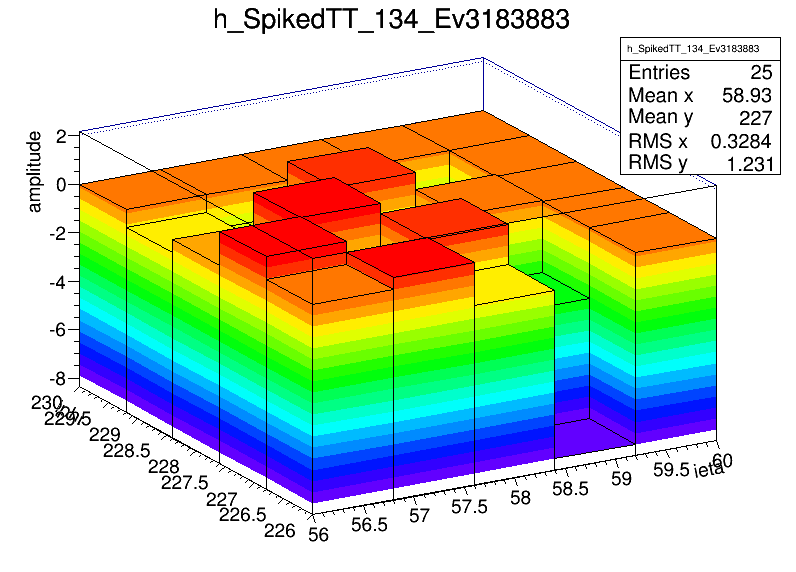 h_SpikedTT_134_Ev3183883
h_SpikedTT_134_Ev3183883
Entries 25
Mean x 58.93
Mean y 227
RMS x 0.3284
RMS y 1.231
amplitude
2
0
-2
-4
-6
-8
230
229.5
229
228.5
228
227.5
227
226.5
226
56
56.5
57
57.5
58
58.5
59
59.5
60
ieta